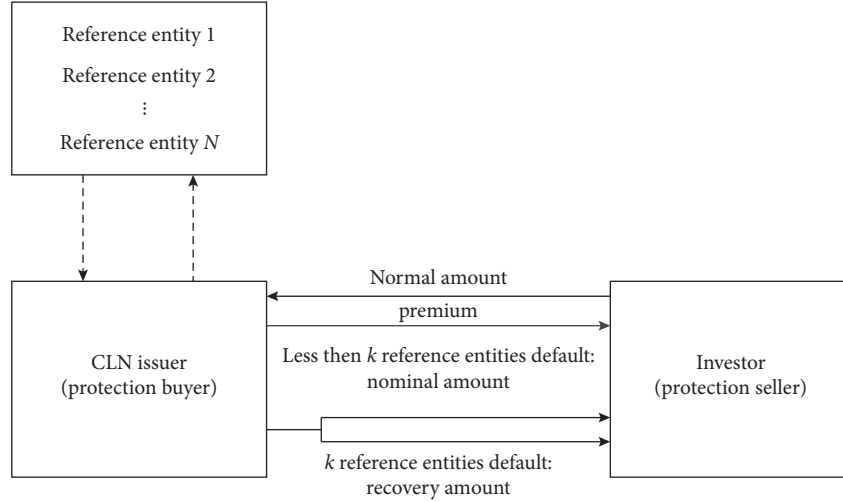 Reference entity 1
Reference entity 2
⋮
Reference entity N
CLN issuer
(protection buyer)
Normal amount
premium
Less then k reference entities default:
nominal amount
k reference entities default:
recovery amount
Investor
(protection seller)